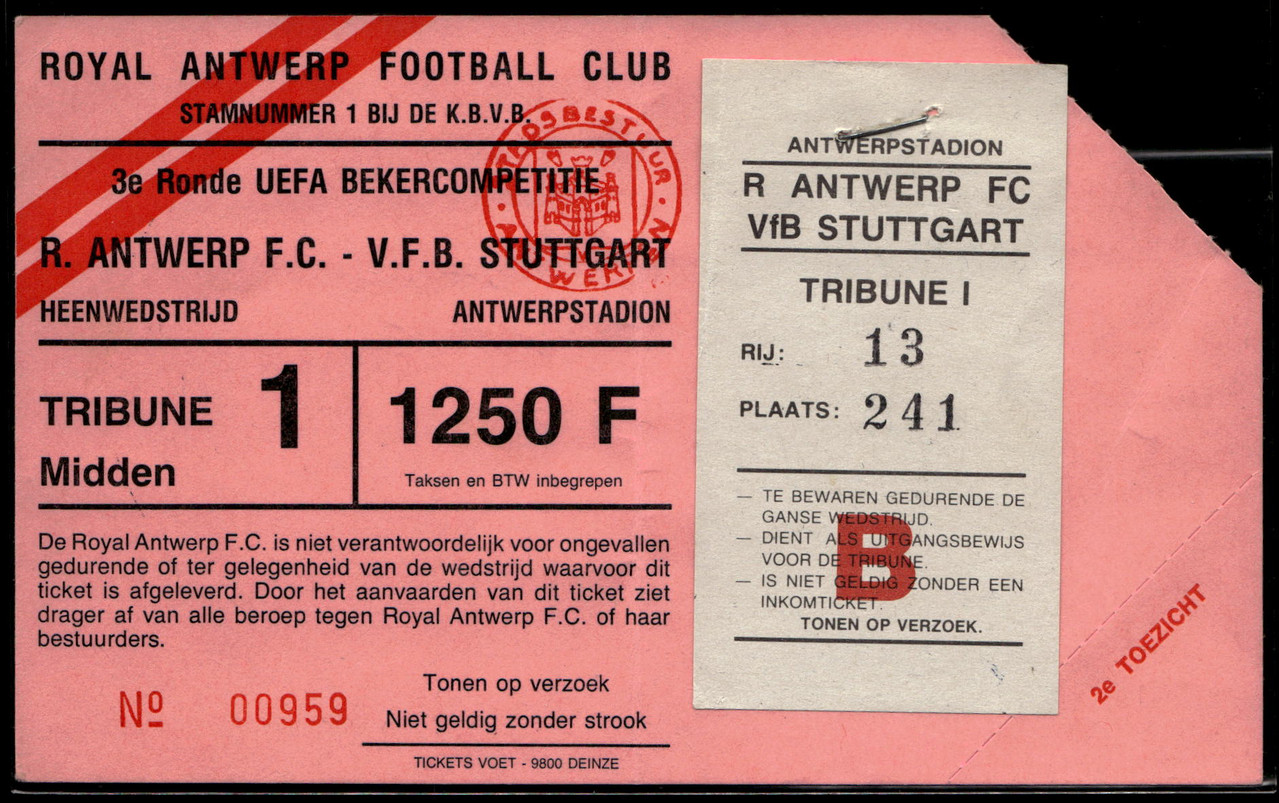 ROYAL ANTWERP FOOTBALL CLUB
STAMNUMMER 1 BIJ DE K.B.V.B.
3e Ronde UEFA BEKERCOMPETITIE
R. ANTWERP F.C. - V.F.B. STUTTGART
HEENWEDSTRIJD ANTWERPSTADION
STADSBESTUUR · ANTWERPEN ·
TRIBUNE 1
Midden
1250 F
Taksen en BTW inbegrepen
De Royal Antwerp F.C. is niet verantwoordelijk voor ongevallen
gedurende of ter gelegenheid van de wedstrijd waarvoor dit
ticket is afgeleverd. Door het aanvaarden van dit ticket ziet
drager af van alle beroep tegen Royal Antwerp F.C. of haar
bestuurders.
Nº 00959
Tonen op verzoek
Niet geldig zonder strook
TICKETS VOET - 9800 DEINZE
ANTWERPSTADION
R ANTWERP FC
VfB STUTTGART
TRIBUNE I
RIJ: 13
PLAATS: 241
— TE BEWAREN GEDURENDE DE
GANSE WEDSTRIJD.
— DIENT ALS UITGANGSBEWIJS
VOOR DE TRIBUNE.
— IS NIET GELDIG ZONDER EEN
INKOMTICKET.
TONEN OP VERZOEK.
B
2e TOEZICHT